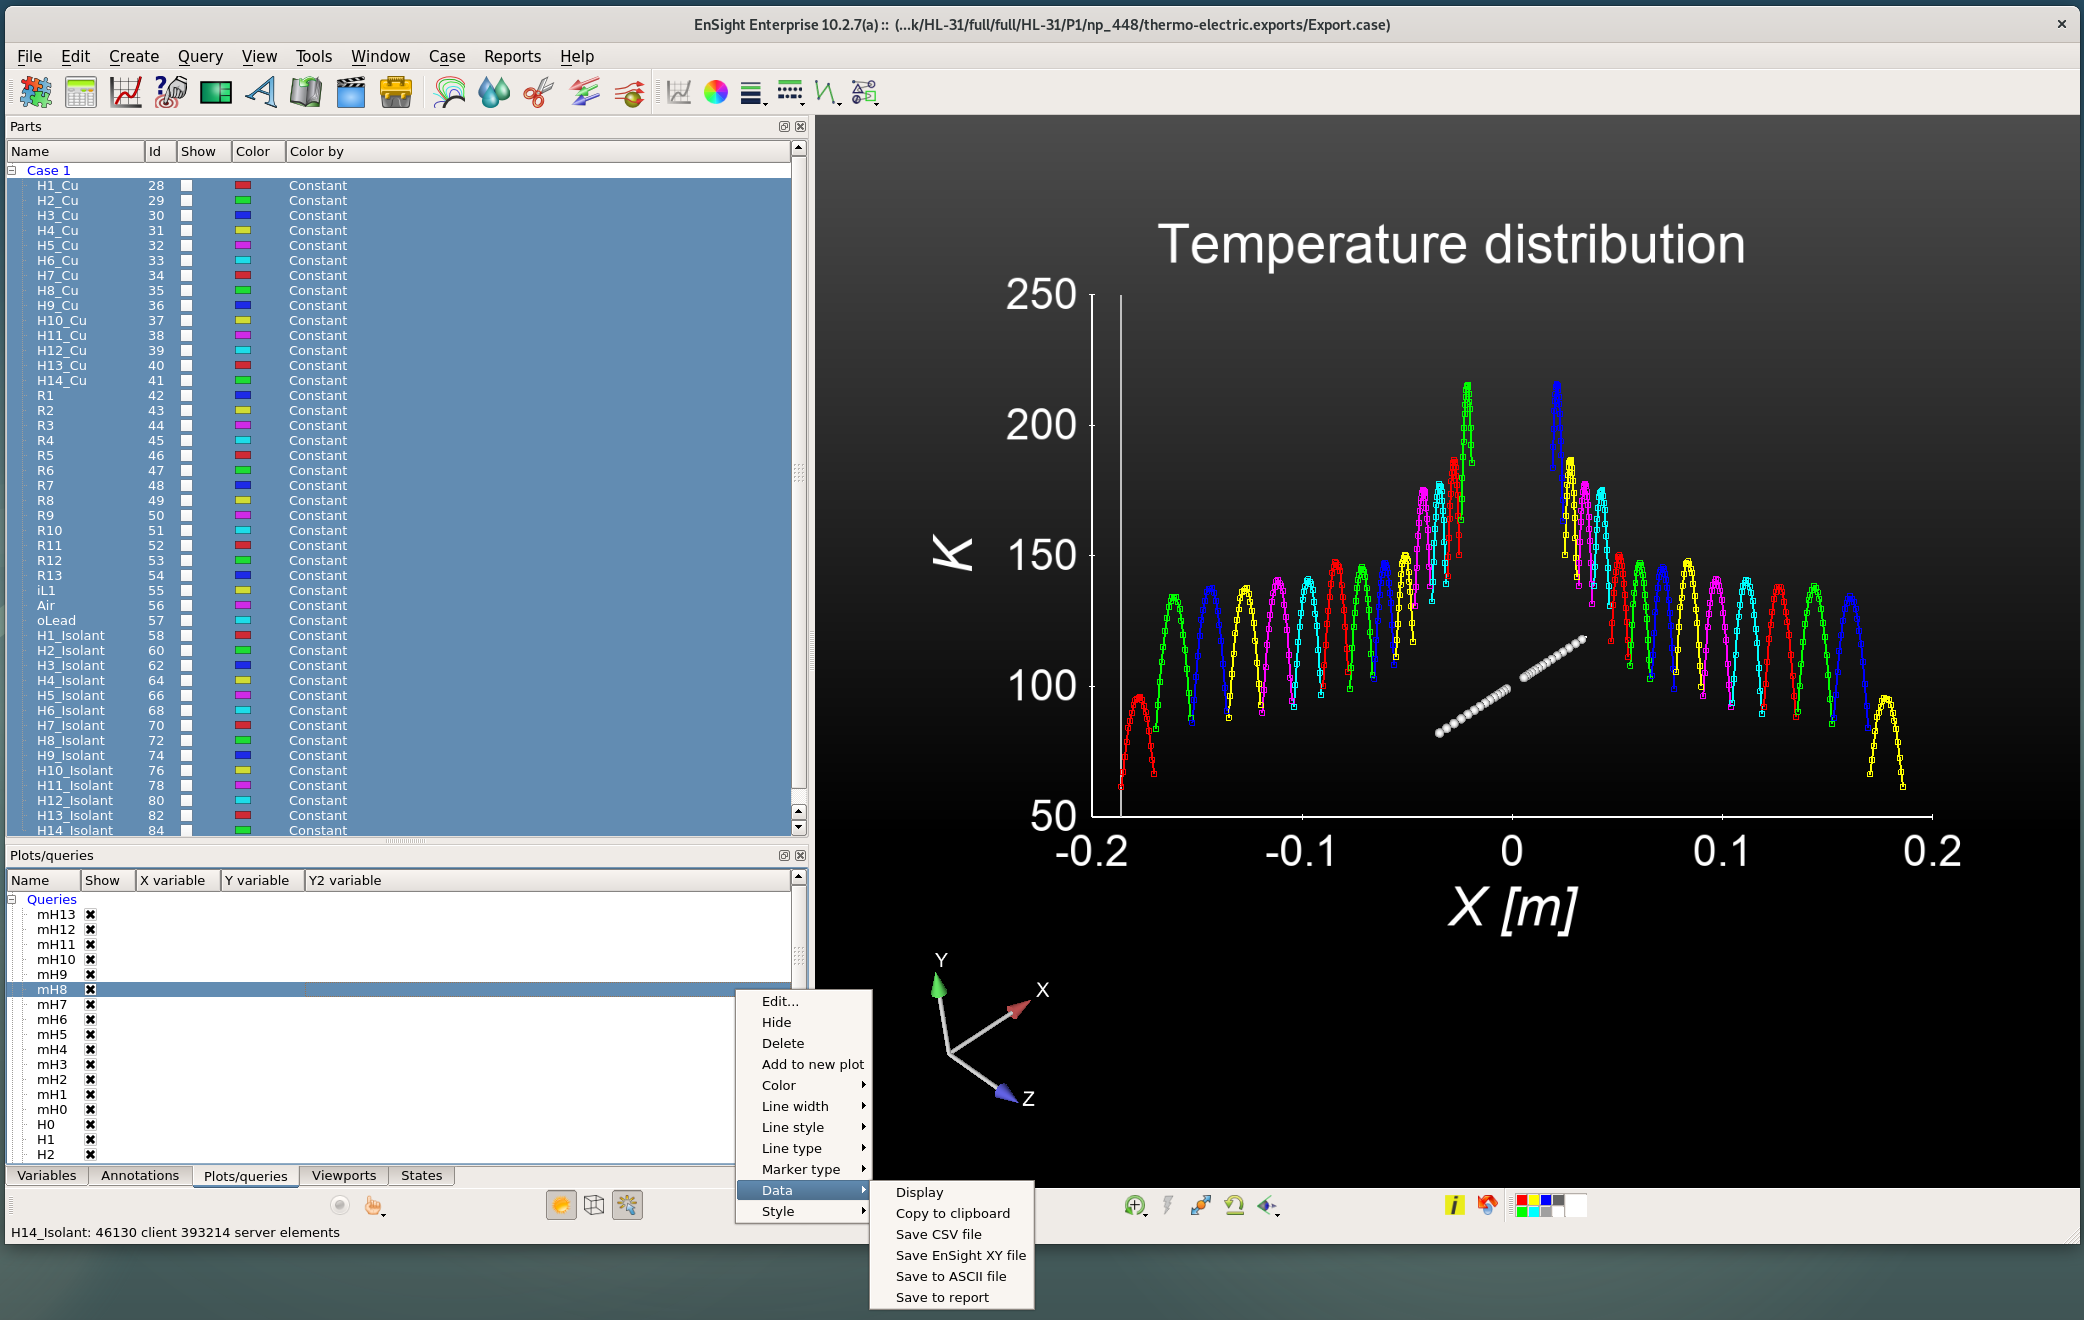 EnSight Enterprise 10.2.7(a) :: (...k/HL-31/full/full/HL-31/P1/np_448/thermo-electric.exports/Export.case)
File Edit Create Query View Tools Window Case Reports Help
Parts
Name Id Show Color Color by
Case 1
H1_Cu 28 Constant
H2_Cu 29 Constant
H3_Cu 30 Constant
H4_Cu 31 Constant
H5_Cu 32 Constant
H6_Cu 33 Constant
H7_Cu 34 Constant
H8_Cu 35 Constant
H9_Cu 36 Constant
H10_Cu 37 Constant
H11_Cu 38 Constant
H12_Cu 39 Constant
H13_Cu 40 Constant
H14_Cu 41 Constant
R1 42 Constant
R2 43 Constant
R3 44 Constant
R4 45 Constant
R5 46 Constant
R6 47 Constant
R7 48 Constant
R8 49 Constant
R9 50 Constant
R10 51 Constant
R11 52 Constant
R12 53 Constant
R13 54 Constant
iL1 55 Constant
Air 56 Constant
oLead 57 Constant
H1_Isolant 58 Constant
H2_Isolant 60 Constant
H3_Isolant 62 Constant
H4_Isolant 64 Constant
H5_Isolant 66 Constant
H6_Isolant 68 Constant
H7_Isolant 70 Constant
H8_Isolant 72 Constant
H9_Isolant 74 Constant
H10_Isolant 76 Constant
H11_Isolant 78 Constant
H12_Isolant 80 Constant
H13_Isolant 82 Constant
H14_Isolant 84 Constant
Plots/queries
Name Show X variable Y variable Y2 variable
Queries
mH13
mH12
mH11
mH10
mH9
mH8
mH7
mH6
mH5
mH4
mH3
mH2
mH1
mH0
H0
H1
H2
Variables Annotations Plots/queries Viewports States
H14_Isolant: 46130 client 393214 server elements
Edit...
Hide
Delete
Add to new plot
Color
Line width
Line style
Line type
Marker type
Data
Style
Display
Copy to clipboard
Save CSV file
Save EnSight XY file
Save to ASCII file
Save to report
Temperature distribution
250
200
150
100
50
K
-0.2 -0.1 0 0.1 0.2
X [m]
Y
X
Z